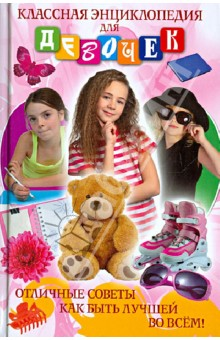 КЛАССНАЯ ЭНЦИКЛОПЕДИЯ
ДЛЯ
ДЕВОЧЕК
ОТЛИЧНЫЕ СОВЕТЫ
КАК БЫТЬ ЛУЧШЕЙ
ВО ВСЁМ!